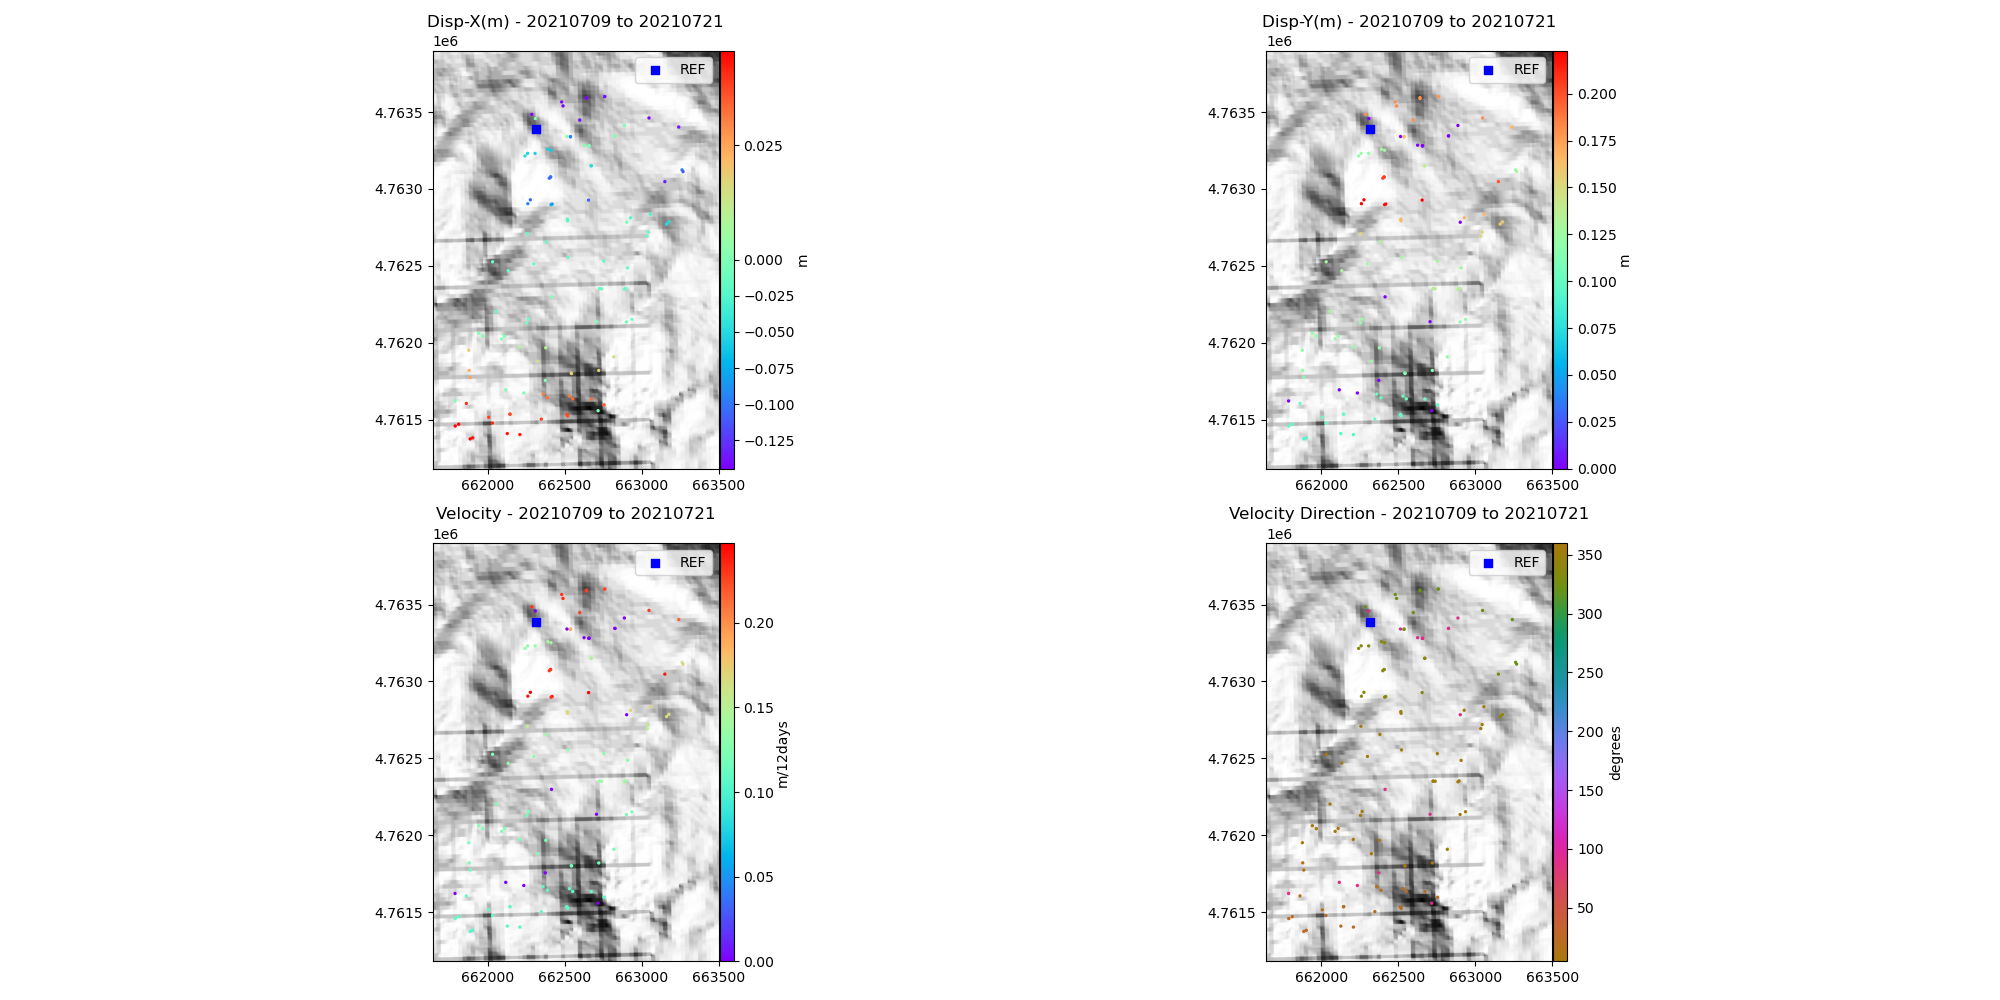 Disp-X(m) - 20210709 to 20210721
1e6
REF
4.7635
4.7630
4.7625
4.7620
4.7615
662000 662500 663000 663500
0.025
0.000
−0.025
−0.050
−0.075
−0.100
−0.125
m
Disp-Y(m) - 20210709 to 20210721
1e6
REF
4.7635
4.7630
4.7625
4.7620
4.7615
662000 662500 663000 663500
0.200
0.175
0.150
0.125
0.100
0.075
0.050
0.025
0.000
m
Velocity - 20210709 to 20210721
1e6
REF
4.7635
4.7630
4.7625
4.7620
4.7615
662000 662500 663000 663500
0.20
0.15
0.10
0.05
0.00
m/12days
Velocity Direction - 20210709 to 20210721
1e6
REF
4.7635
4.7630
4.7625
4.7620
4.7615
662000 662500 663000 663500
350
300
250
200
150
100
50
degrees